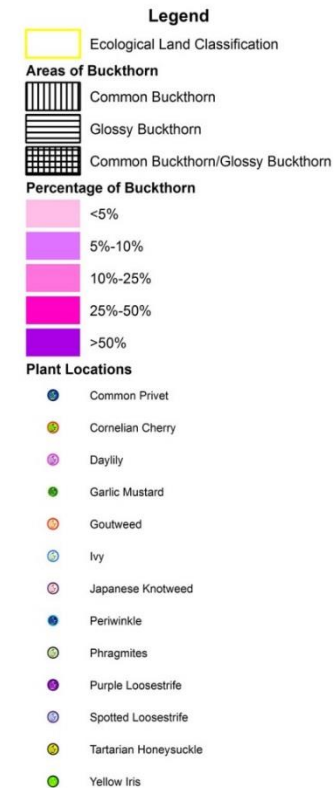 Legend
Ecological Land Classification
Areas of Buckthorn
Common Buckthorn
Glossy Buckthorn
Common Buckthorn/Glossy Buckthorn
Percentage of Buckthorn
<5%
5%-10%
10%-25%
25%-50%
>50%
Plant Locations
Common Privet
Cornelian Cherry
Daylily
Garlic Mustard
Goutweed
Ivy
Japanese Knotweed
Periwinkle
Phragmites
Purple Loosestrife
Spotted Loosestrife
Tartarian Honeysuckle
Yellow Iris